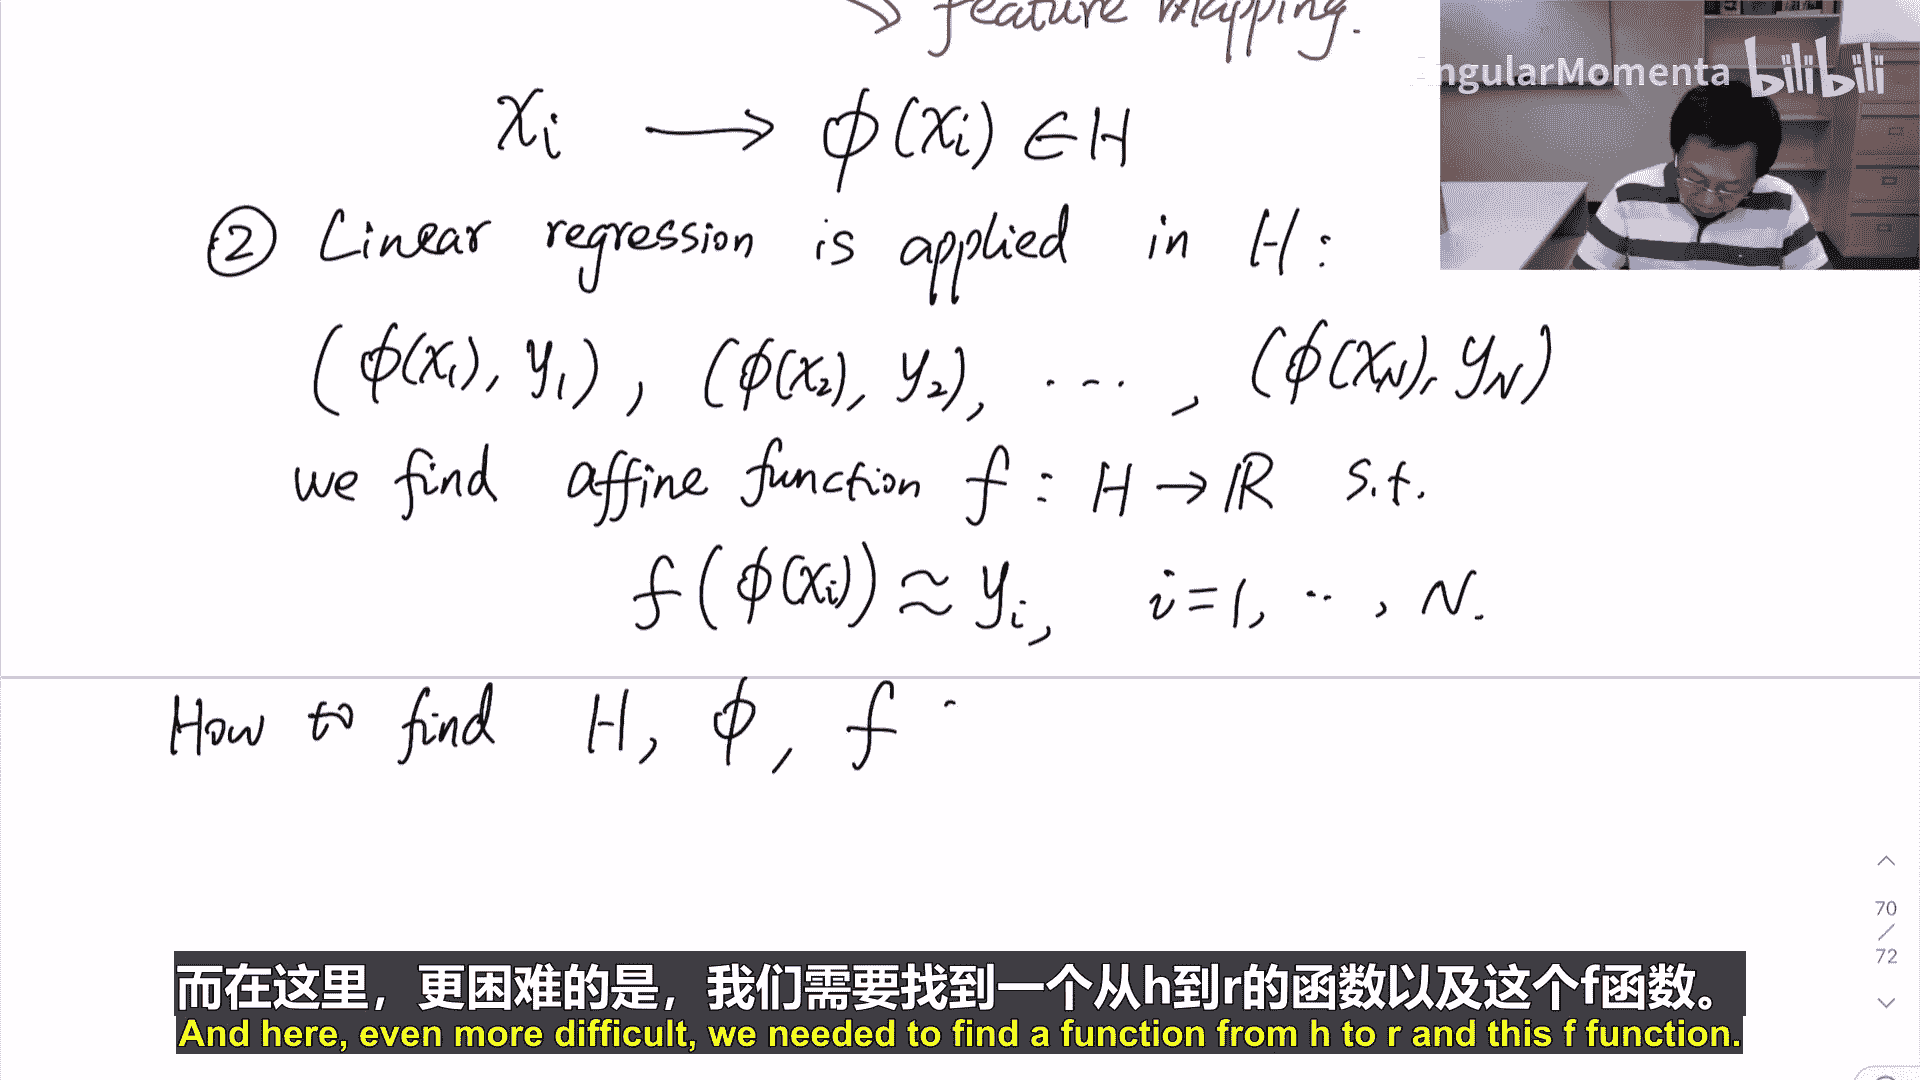 feature mapping.
ngularMomenta bilibili
xᵢ ⟶ ϕ(xᵢ) ∈ H
② Linear regression is applied in H :
(ϕ(x₁), y₁), (ϕ(x₂), y₂), ..., (ϕ(x_N), y_N)
we find affine function f : H → ℝ s.t.
f(ϕ(xᵢ)) ≈ yᵢ, i=1, .., N.
How to find H, ϕ, f
70
/
72
而在这里，更困难的是，我们需要找到一个从h到r的函数以及这个f函数。
And here, even more difficult, we needed to find a function from h to r and this f function.